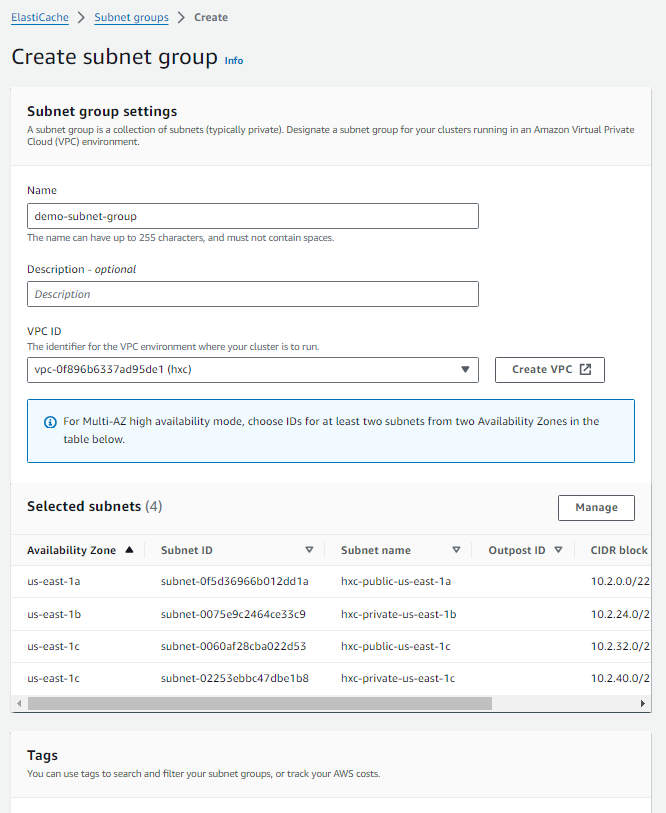 ElastiCache > Subnet groups > Create
Create subnet group Info
Subnet group settings
A subnet group is a collection of subnets (typically private). Designate a subnet group for your clusters running in an Amazon Virtual Private
Cloud (VPC) environment.
Name
demo-subnet-group
The name can have up to 255 characters, and must not contain spaces.
Description - optional
Description
VPC ID
The identifier for the VPC environment where your cluster is to run.
vpc-0f896b6337ad95de1 (hxc) Create VPC
For Multi-AZ high availability mode, choose IDs for at least two subnets from two Availability Zones in the
table below.
Selected subnets (4) Manage
Availability Zone Subnet ID Subnet name Outpost ID CIDR block
us-east-1a subnet-0f5d36966b012dd1a hxc-public-us-east-1a 10.2.0.0/22
us-east-1b subnet-0075e9c2464ce33c9 hxc-private-us-east-1b 10.2.24.0/2
us-east-1c subnet-0060af28cba022d53 hxc-public-us-east-1c 10.2.32.0/2
us-east-1c subnet-02253ebbc47dbe1b8 hxc-private-us-east-1c 10.2.40.0/2
Tags
You can use tags to search and filter your subnet groups, or track your AWS costs.